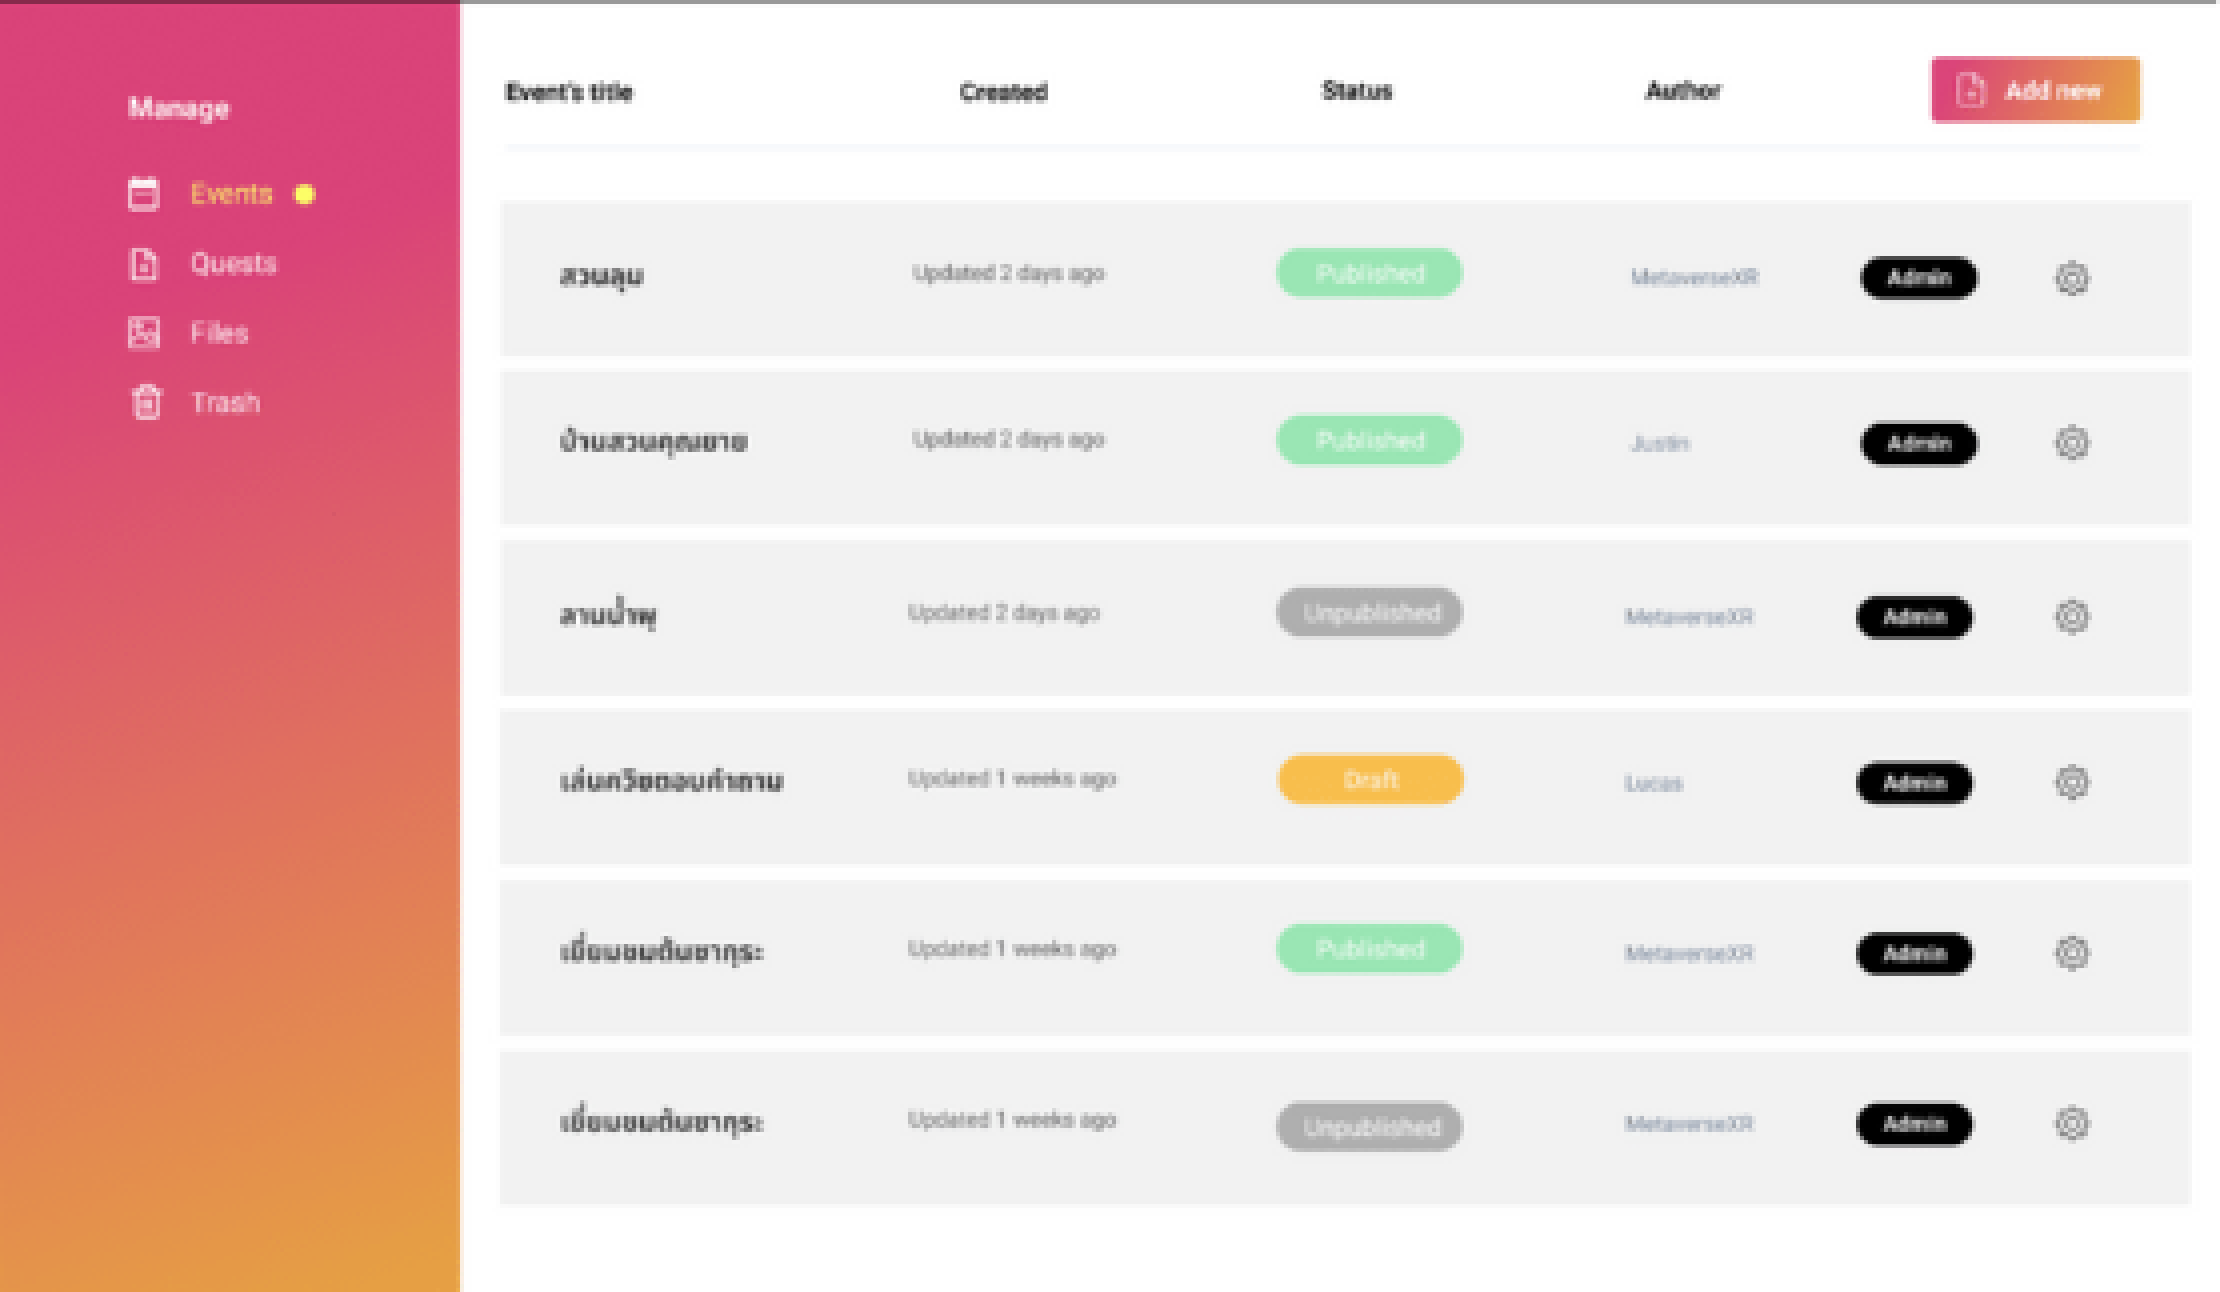 Manage
Events
Quests
Files
Trash
Event's title Created Status Author Add new
สวนลุม Updated 2 days ago Published MetaverseXR Admin
บ้านสวนคุณยาย Updated 2 days ago Published Justin Admin
ลานน้ำพุ Updated 2 days ago Unpublished MetaverseXR Admin
เล่นควิซตอบคำถาม Updated 1 weeks ago Draft Lucas Admin
เยี่ยมชมต้นซากุระ Updated 1 weeks ago Published MetaverseXR Admin
เยี่ยมชมต้นซากุระ Updated 1 weeks ago Unpublished MetaverseXR Admin